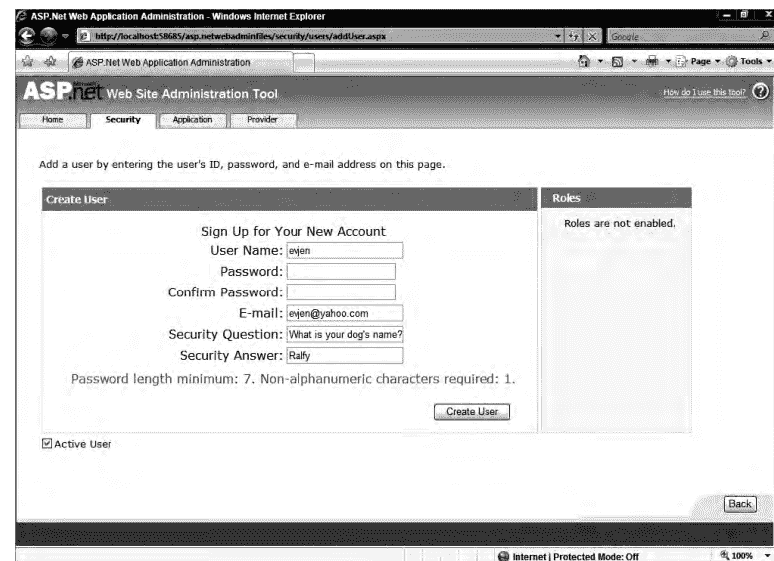 ASP.Net Web Application Administration - Windows Internet Explorer
http://localhost:58685/asp.netwebadminfiles/security/users/addUser.aspx
Google
ASP.Net Web Application Administration
Page
Tools
ASP.net Web Site Administration Tool
How do I use this tool?
Home
Security
Application
Provider
Add a user by entering the user's ID, password, and e-mail address on this page.
Create User
Roles
Sign Up for Your New Account
Roles are not enabled.
User Name: evjen
Password:
Confirm Password:
E-mail: evjen@yahoo.com
Security Question: What is your dog's name?
Security Answer: Ralfy
Password length minimum: 7. Non-alphanumeric characters required: 1.
Create User
Active User
Back
Internet | Protected Mode: Off
100%